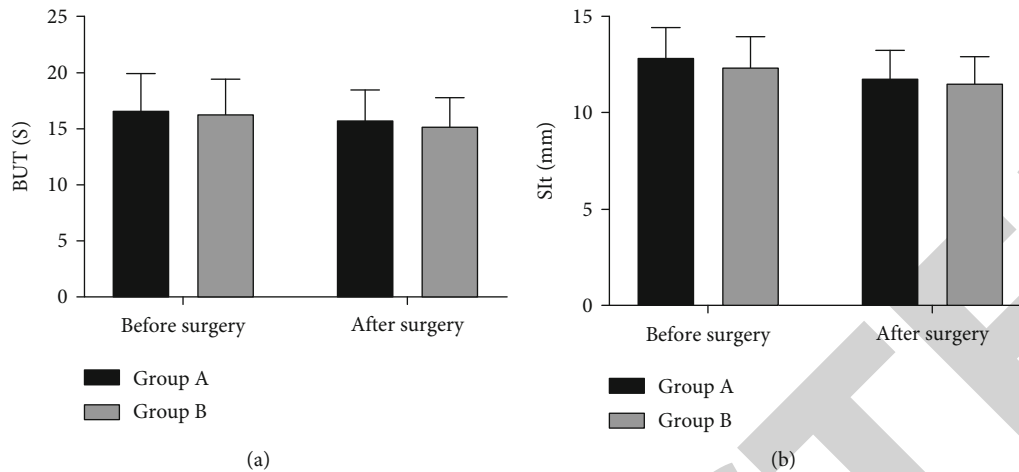 25
20
15
10
5
0
BUT (S)
Before surgery
After surgery
Group A
Group B
(a)
15
10
5
0
SIt (mm)
Before surgery
After surgery
Group A
Group B
(b)